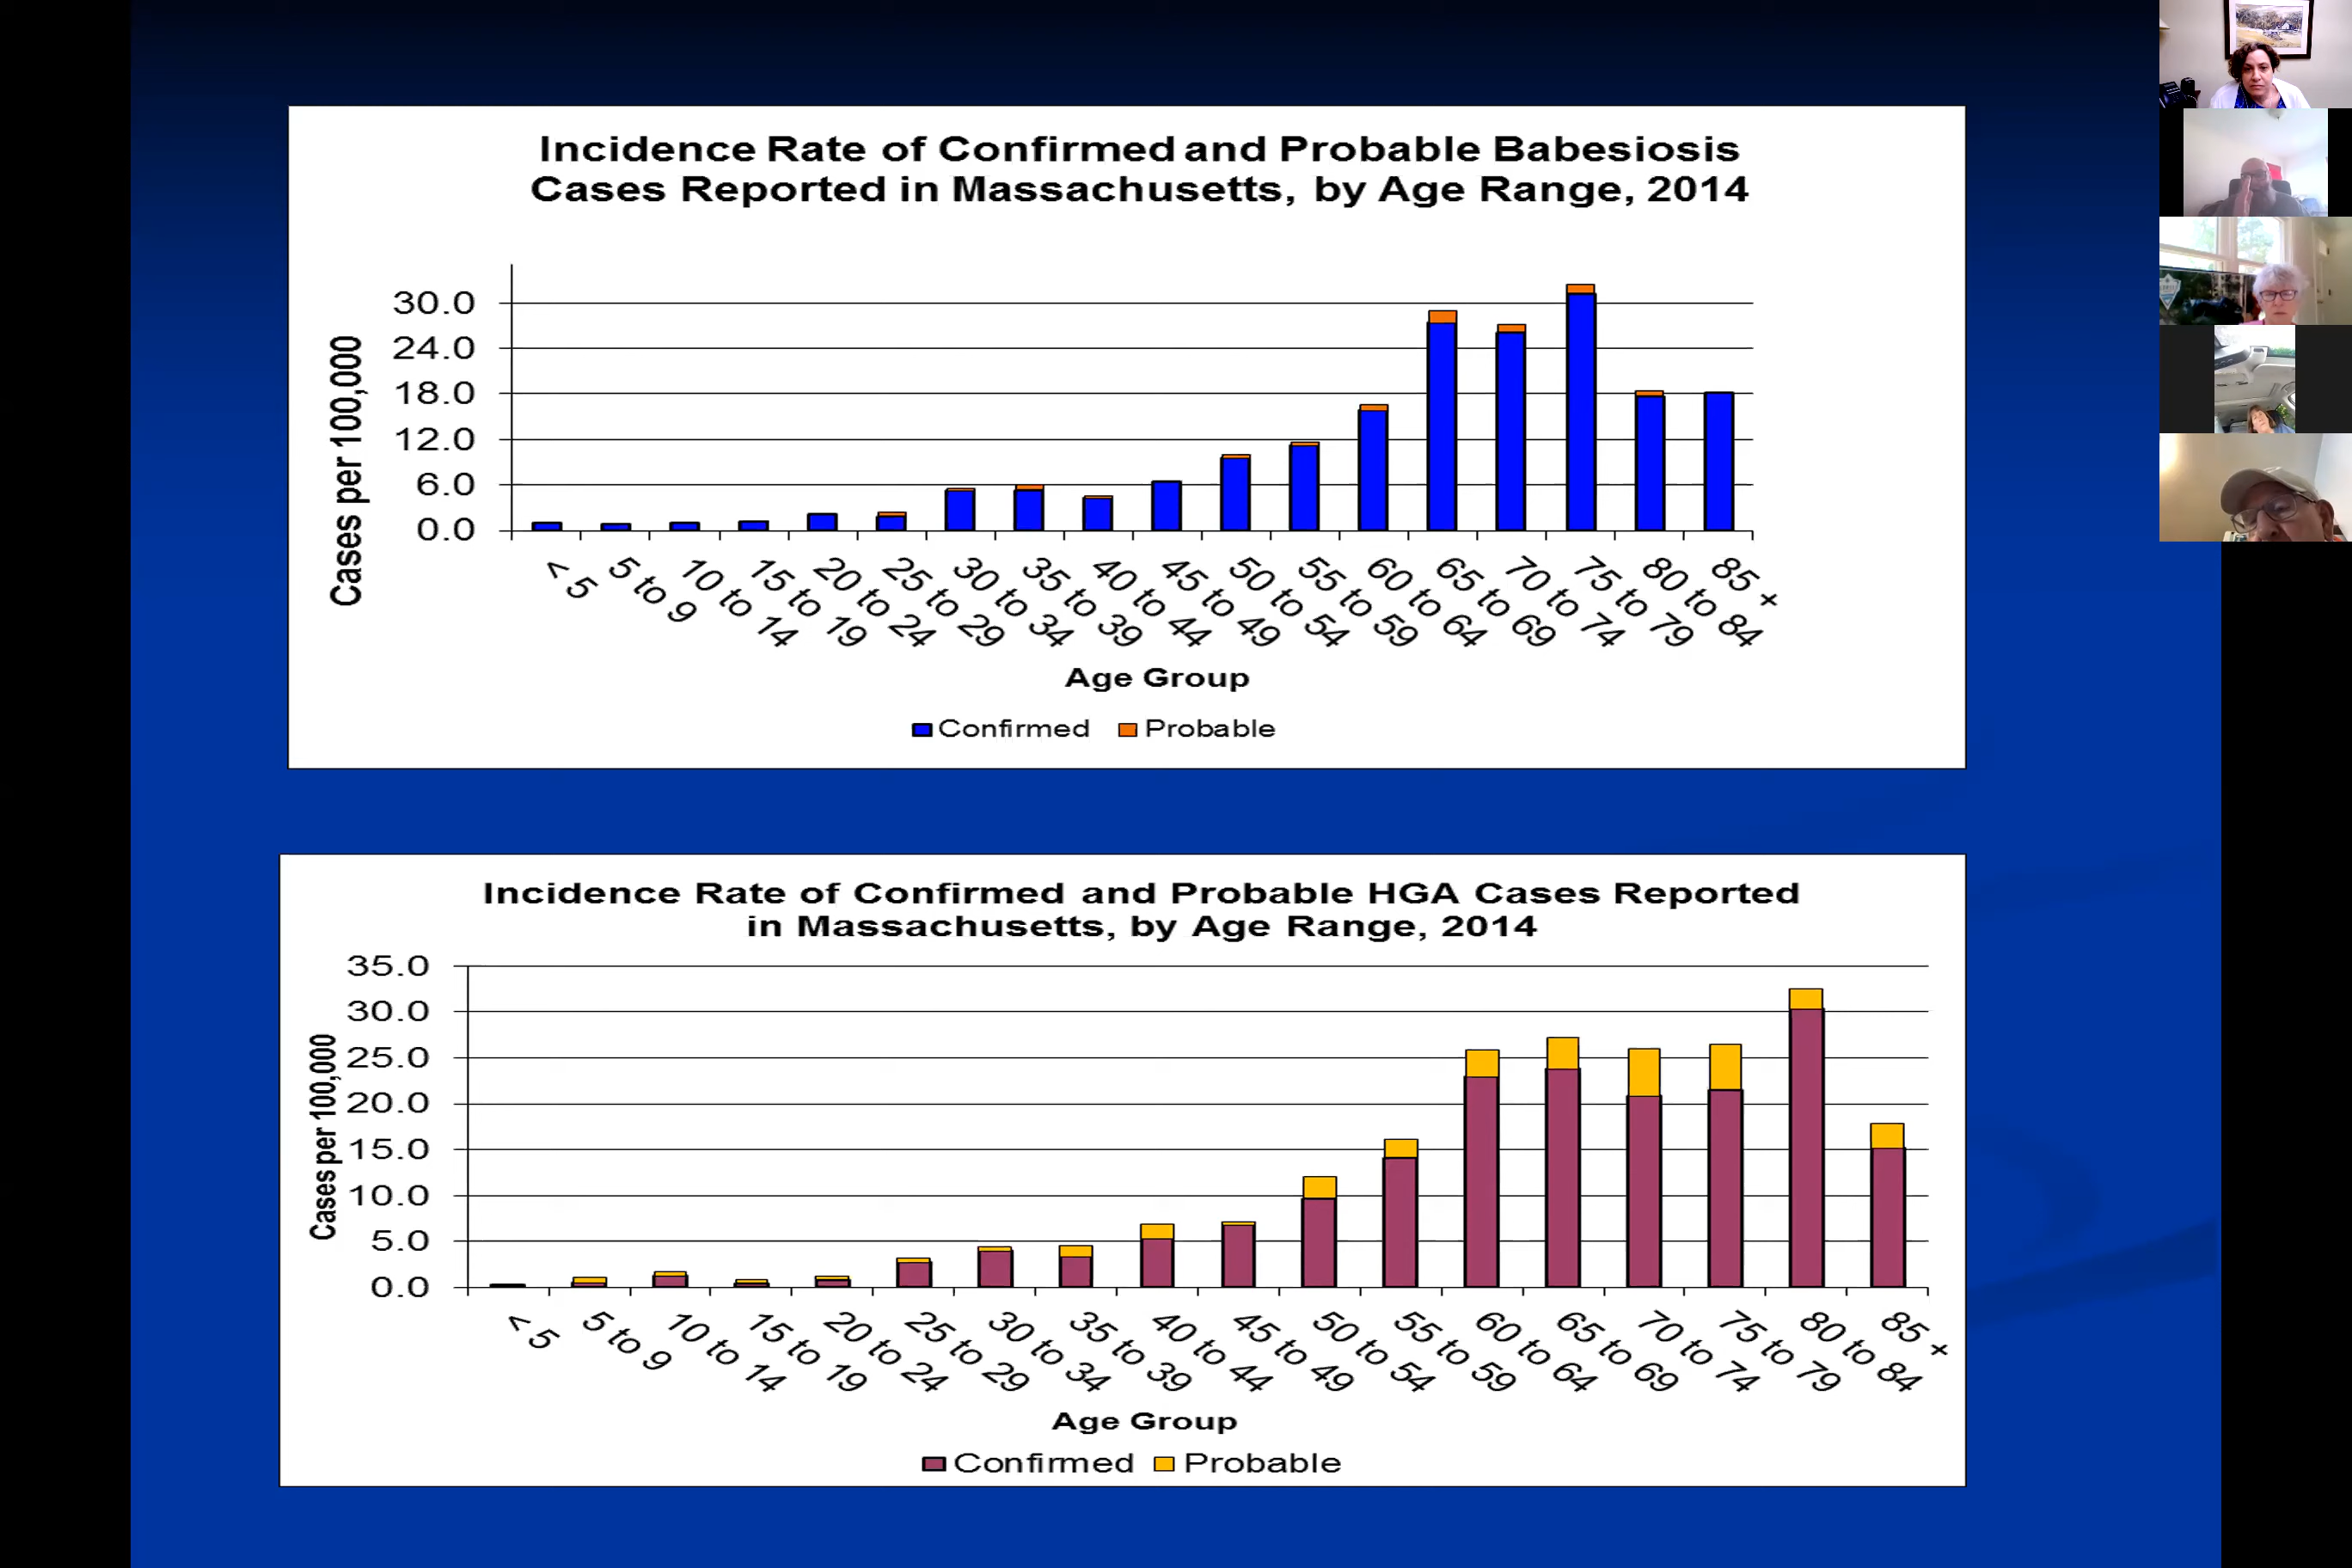 Incidence Rate of Confirmed and Probable Babesiosis
Cases Reported in Massachusetts, by Age Range, 2014
Cases per 100,000
30.0
24.0
18.0
12.0
6.0
0.0
< 5
5 to 9
10 to 14
15 to 19
20 to 24
25 to 29
30 to 34
35 to 39
40 to 44
45 to 49
50 to 54
55 to 59
60 to 64
65 to 69
70 to 74
75 to 79
80 to 84
85 +
Age Group
Confirmed Probable
Incidence Rate of Confirmed and Probable HGA Cases Reported
in Massachusetts, by Age Range, 2014
Cases per 100,000
35.0
30.0
25.0
20.0
15.0
10.0
5.0
0.0
< 5
5 to 9
10 to 14
15 to 19
20 to 24
25 to 29
30 to 34
35 to 39
40 to 44
45 to 49
50 to 54
55 to 59
60 to 64
65 to 69
70 to 74
75 to 79
80 to 84
85 +
Age Group
Confirmed Probable